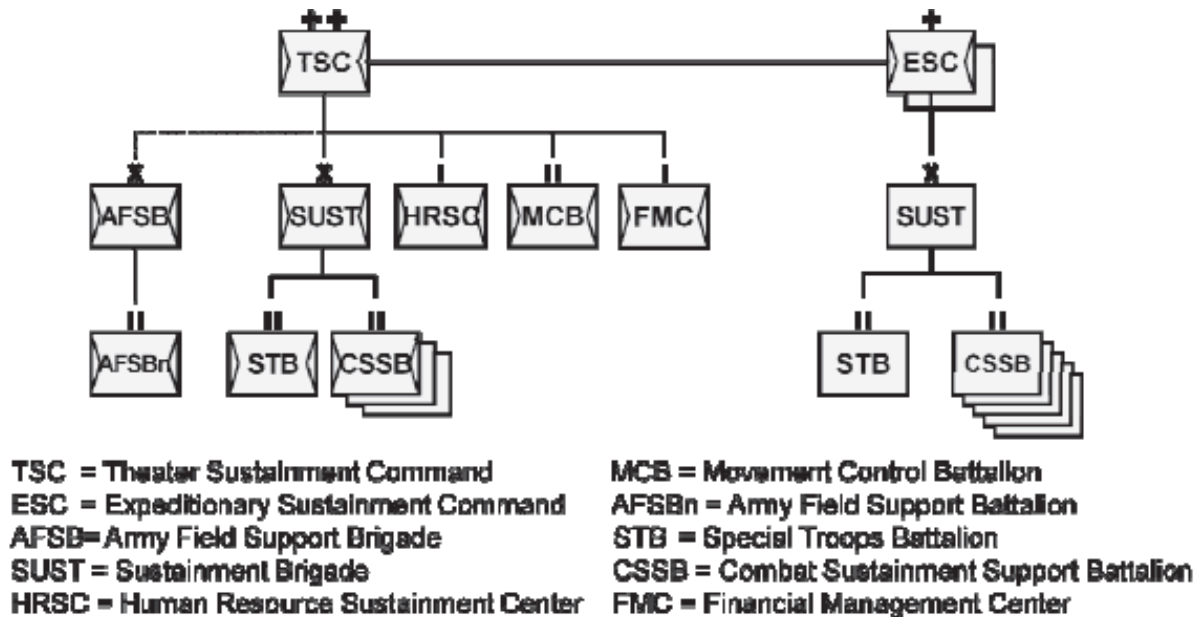 TSC
ESC
AFSB
SUST
HRSC
MCB
FMC
SUST
AFSBn
STB
CSSB
STB
CSSB
TSC = Theater Sustainment Command
ESC = Expeditionary Sustainment Command
AFSB= Army Field Support Brigade
SUST = Sustainment Brigade
HRSC = Human Resource Sustainment Center
MCB = Movement Control Battalion
AFSBn = Army Field Support Battalion
STB = Special Troops Battalion
CSSB = Combat Sustainment Support Battalion
FMC = Financial Management Center